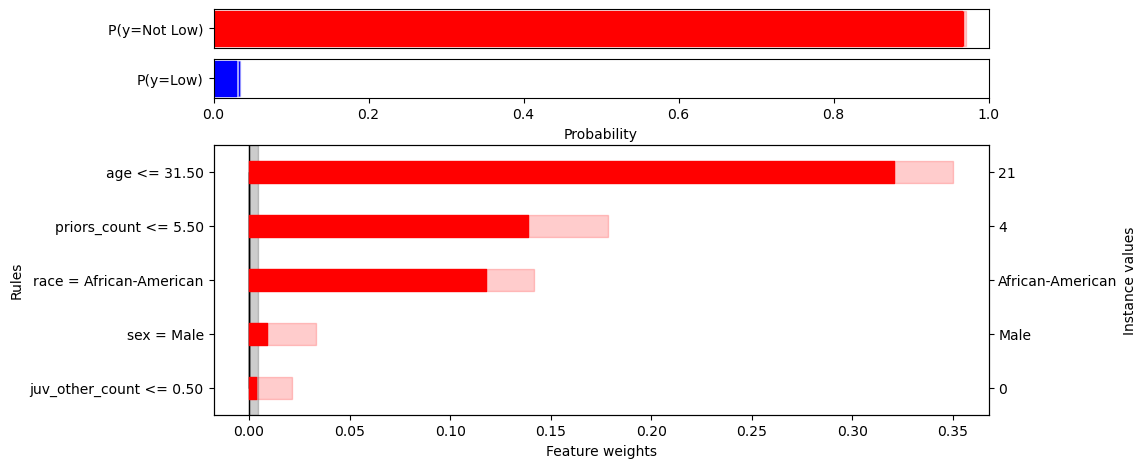 P(y=Not Low)
P(y=Low)
0.0 0.2 0.4 0.6 0.8 1.0
Probability
Rules
age <= 31.50 21
priors_count <= 5.50 4
race = African-American African-American
sex = Male Male
juv_other_count <= 0.50 0
Instance values
0.00 0.05 0.10 0.15 0.20 0.25 0.30 0.35
Feature weights